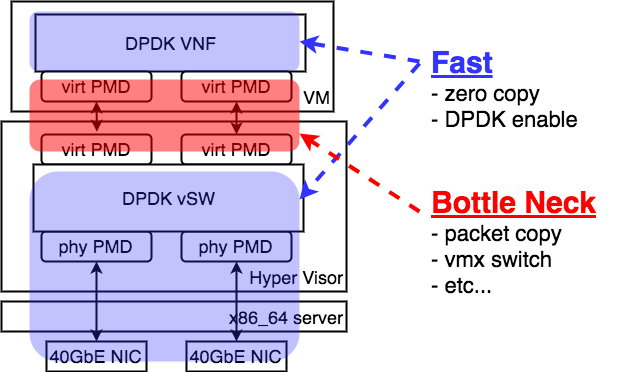 DPDK VNF
virt PMD
virt PMD
VM
virt PMD
virt PMD
DPDK vSW
phy PMD
phy PMD
Hyper Visor
x86_64 server
40GbE NIC
40GbE NIC
Fast
- zero copy
- DPDK enable
Bottle Neck
- packet copy
- vmx switch
- etc...